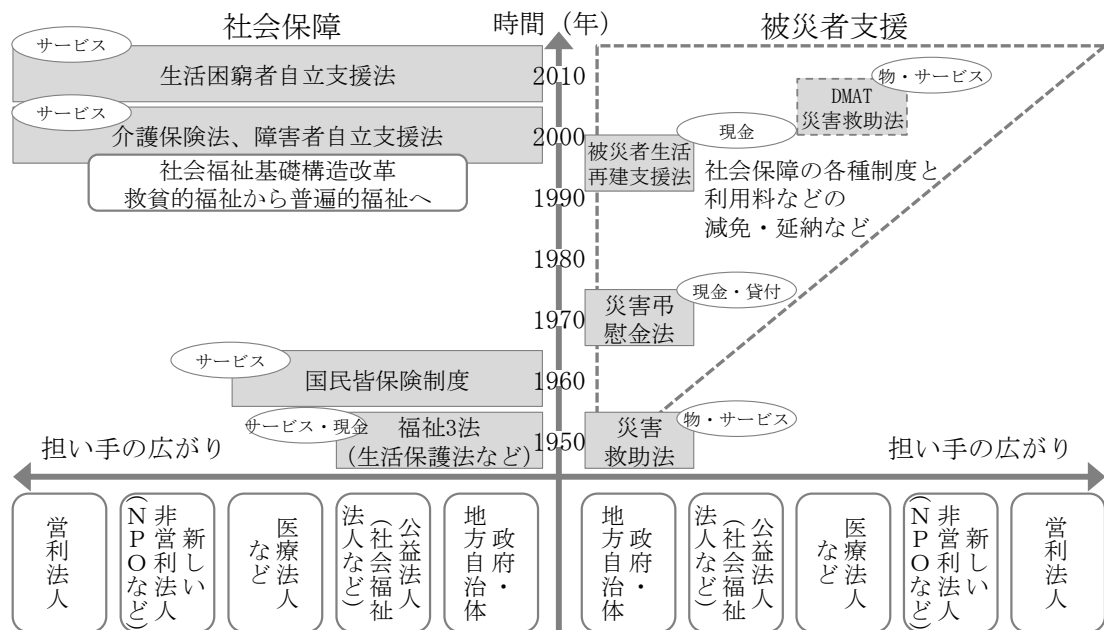 社会保障
時間（年）
被災者支援
サービス
生活困窮者自立支援法
2010
物・サービス
DMAT
災害救助法
サービス
介護保険法、障害者自立支援法
2000
現金
被災者生活
再建支援法
社会福祉基礎構造改革
救貧的福祉から普遍的福祉へ
社会保障の各種制度と
利用料などの
減免・延納など
1990
1980
現金・貸付
災害弔
慰金法
1970
サービス
国民皆保険制度
1960
サービス・現金
福祉3法
（生活保護法など）
1950
物・サービス
災害
救助法
担い手の広がり
担い手の広がり
営利法人
新しい
非営利法人
（NPOなど）
医療法人
など
公益法人
（社会福祉
法人など）
政府・
地方自治体
政府・
地方自治体
公益法人
（社会福祉
法人など）
医療法人
など
新しい
非営利法人
（NPOなど）
営利法人